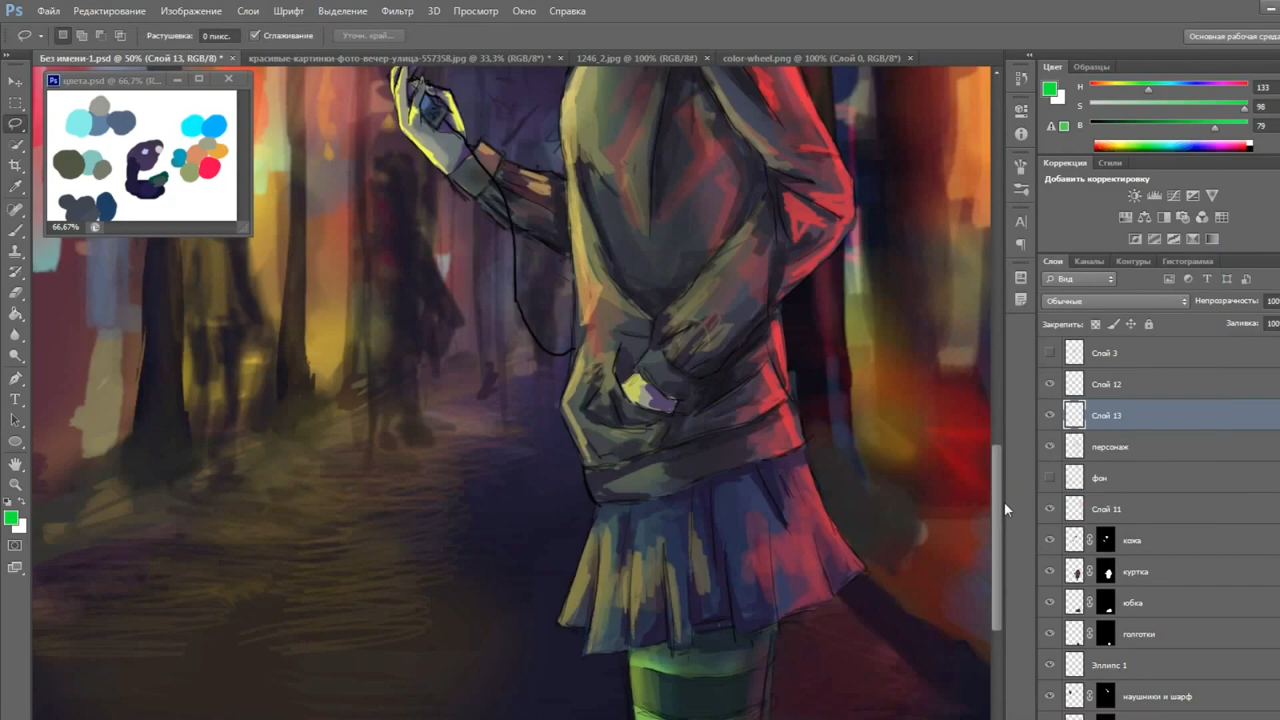 Ps Файл Редактирование Изображение Слои Шрифт Выделение Фильтр 3D Просмотр Окно Справка
Растушевка: 0 пикс. Сглаживание Уточн. край... Основная рабочая среда
Без имени-1.psd @ 50% (Слой 13, RGB/8) * × красивые-картинки-фото-вечер-улица-557358.jpg @ 33,3% (RGB/8*) * × 1246_2.jpg @ 100% (RGB/8#) × color-wheel.png @ 100% (Слой 0, RGB/8*) ×
Ps цвета.psd @ 66,7% (R...
66.67%
Цвет Образцы
H 133
S 98
B 79
Коррекция Стили
Добавить корректировку
Слои Каналы Контуры Гистограмма
Вид
Обычные Непрозрачность: 100
Закрепить: Заливка: 100
Слой 3
Слой 12
Слой 13
персонаж
фон
Слой 11
кожа
куртка
юбка
голготки
Эллипс 1
наушники и шарф